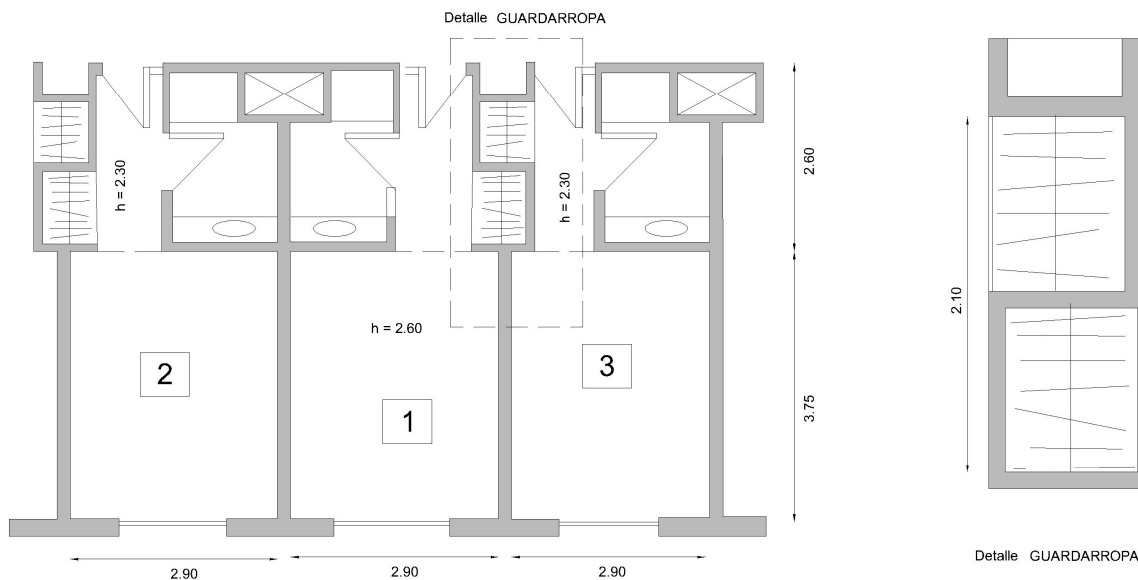 Detalle GUARDARROPA
h = 2.30
h = 2.30
2.60
h = 2.60
2
1
3
3.75
2.90
2.90
2.90
2.10
Detalle GUARDARROPA